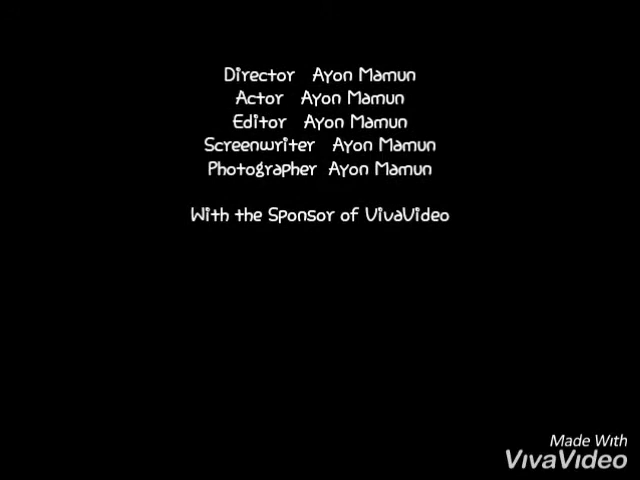 Director Ayon Mamun
Actor Ayon Mamun
Editor Ayon Mamun
Screenwriter Ayon Mamun
Photographer Ayon Mamun
With the Sponsor of VivaVideo
Made With
VivaVideo